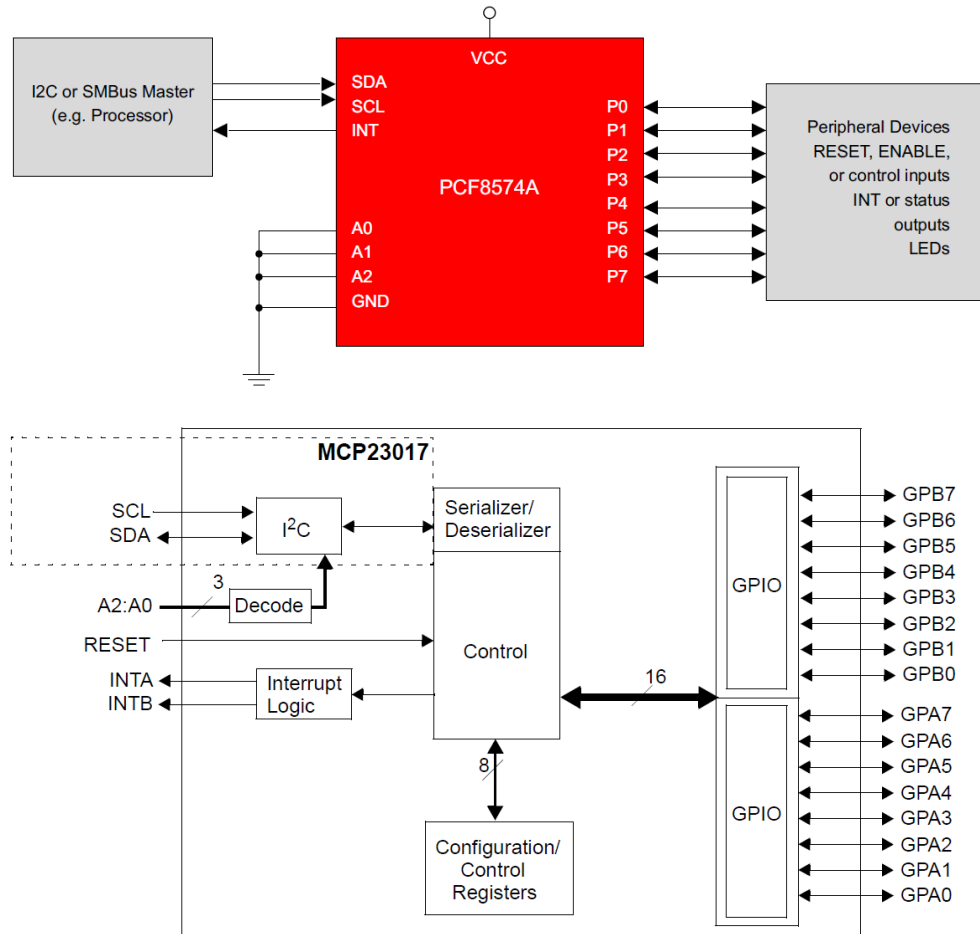 VCC
I2C or SMBus Master
(e.g. Processor)
SDA
SCL
INT
PCF8574A
A0
A1
A2
GND
P0
P1
P2
P3
P4
P5
P6
P7
Peripheral Devices
RESET, ENABLE,
or control inputs
INT or status
outputs
LEDs
MCP23017
SCL
SDA
I²C
Serializer/
Deserializer
3
A2:A0
Decode
RESET
Control
INTA
INTB
Interrupt
Logic
16
8
Configuration/
Control
Registers
GPIO
GPIO
GPB7
GPB6
GPB5
GPB4
GPB3
GPB2
GPB1
GPB0
GPA7
GPA6
GPA5
GPA4
GPA3
GPA2
GPA1
GPA0